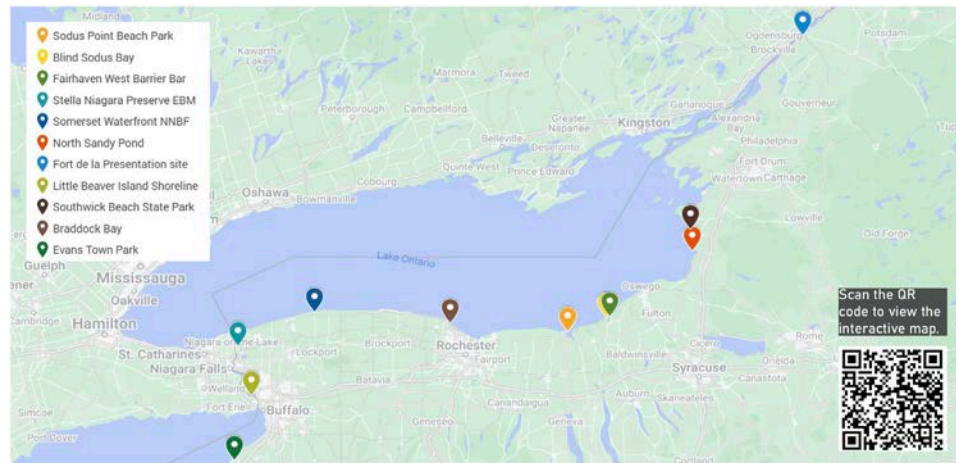 Midland
Sodus Point Beach Park
Blind Sodus Bay
Fairhaven West Barrier Bar
Stella Niagara Preserve EBM
Somerset Waterfront NNBF
North Sandy Pond
Fort de la Presentation site
Little Beaver Island Shoreline
Southwick Beach State Park
Braddock Bay
Evans Town Park
Kawartha
Lakes
Peterborough
Marmora
Tweed
Campbellford
Ogdensburg
Brockville
Potsdam
Gananoque
Gouverneur
Kingston
Alexandria
Bay
Philadelphia
Greater
Napanee
Belleville
Deseronto
Quinte West
Prince Edward
Fort Drum
Watertown
Carthage
Lowville
Old Forge
Cobourg
Oshawa
Bowmanville
Guelph
Mississauga
Oakville
Cambridge
Hamilton
Lake Ontario
Oswego
Fulton
Niagara on the Lake
St. Catharines
Niagara Falls
Lockport
Brockport
Rochester
Fairport
Baldwinsville
Cicero
Syracuse
Oneida
Rome
Canastota
Welland
Fort Erie
Buffalo
Batavia
Canandaigua
Auburn
Skaneateles
Geneseo
Geneva
Cortland
Simcoe
Port Dover
Scan the QR
code to view the
interactive map.